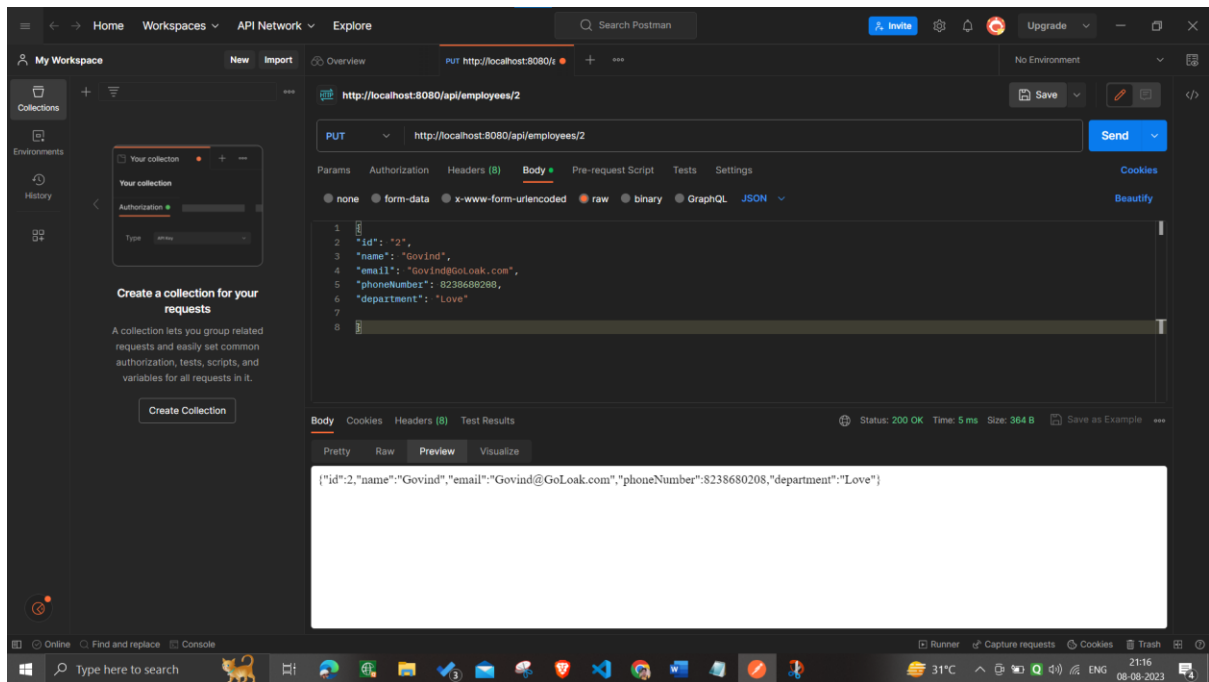 Home Workspaces API Network Explore Search Postman Invite Upgrade
My Workspace New Import Overview PUT http://localhost:8080/a No Environment
Collections
HTTP http://localhost:8080/api/employees/2 Save
PUT http://localhost:8080/api/employees/2 Send
Environments
Params Authorization Headers (8) Body Pre-request Script Tests Settings Cookies
History
none form-data x-www-form-urlencoded raw binary GraphQL JSON Beautify
Your collecton
Your collection
Authorization
Type API Key
1 {
2 "id": "2",
3 "name": "Govind",
4 "email": "Govind@GoLoak.com",
5 "phoneNumber": 8238680208,
6 "department": "Love"
7
8 }
Create a collection for your
requests
A collection lets you group related
requests and easily set common
authorization, tests, scripts, and
variables for all requests in it.
Create Collection
Body Cookies Headers (8) Test Results Status: 200 OK Time: 5 ms Size: 364 B Save as Example
Pretty Raw Preview Visualize
{"id":2,"name":"Govind","email":"Govind@GoLoak.com","phoneNumber":8238680208,"department":"Love"}
Online Find and replace Console Runner Capture requests Cookies Trash
Type here to search 3 31°C ENG 21:16
08-08-2023 4